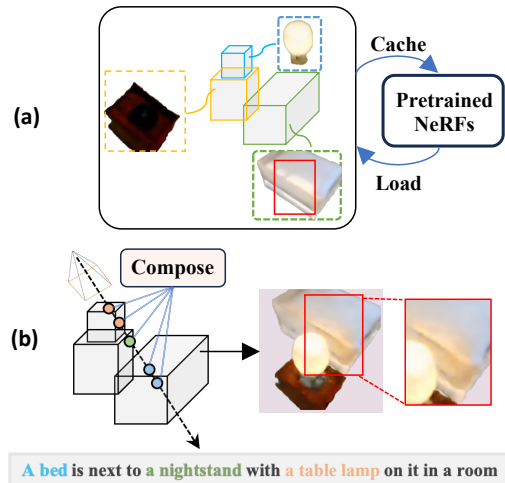 (a)
Cache
Pretrained
NeRFs
Load
Compose
(b)
A bed is next to a nightstand with a table lamp on it in a room